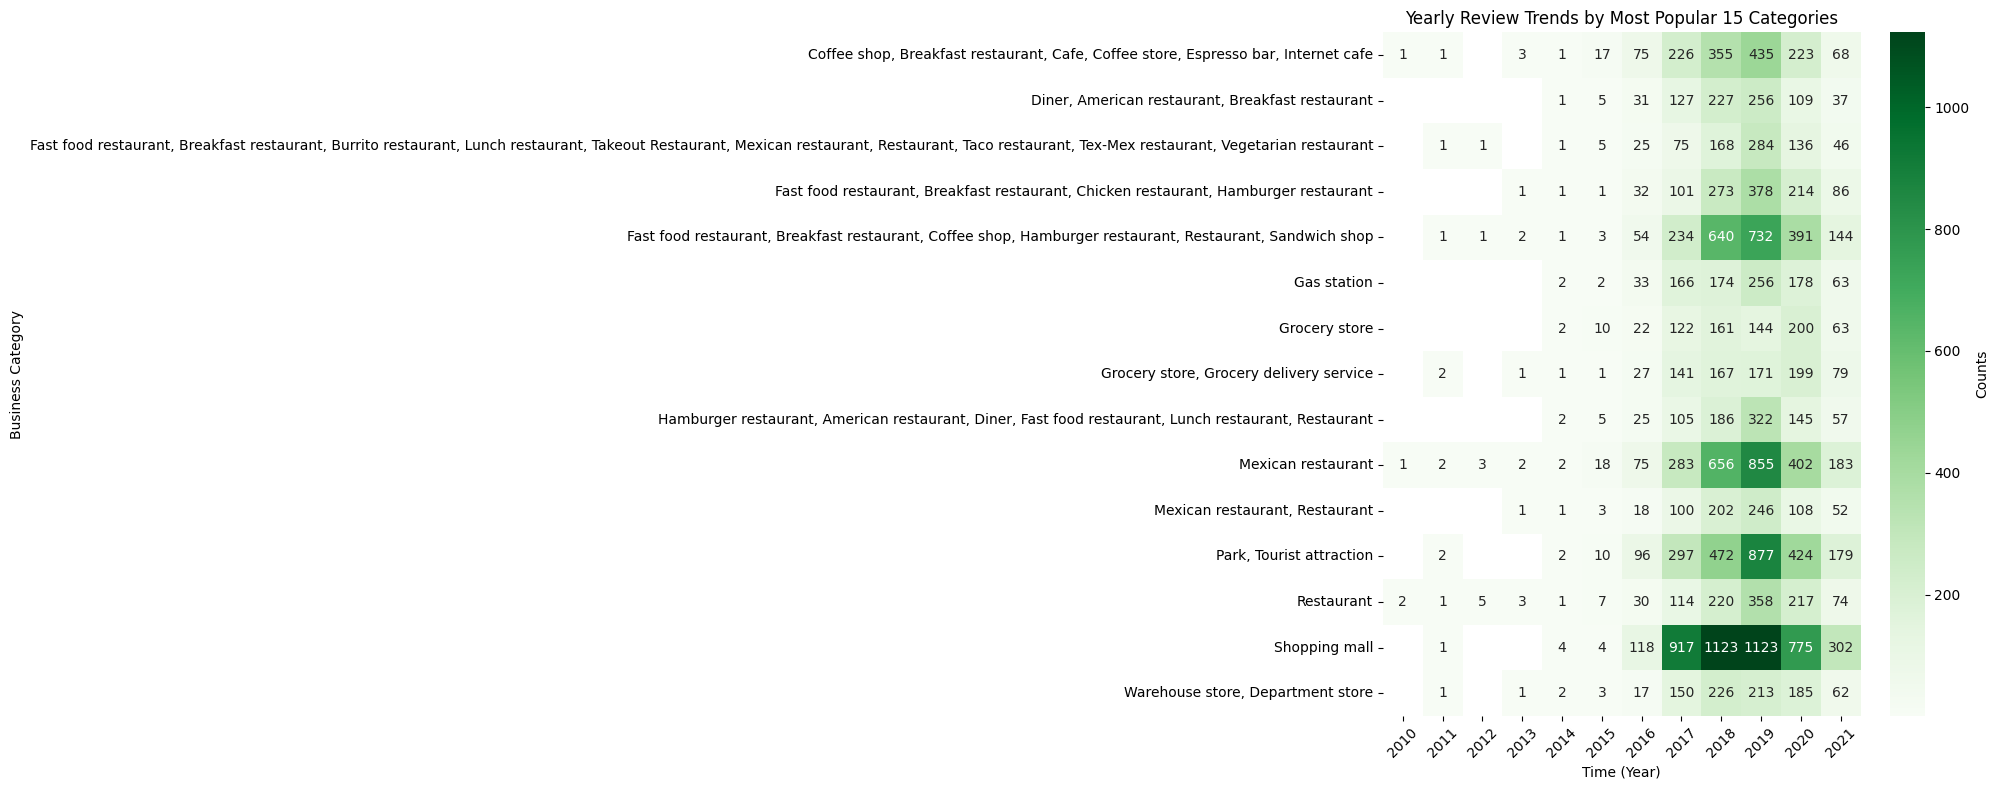 Yearly Review Trends by Most Popular 15 Categories
Business Category
Coffee shop, Breakfast restaurant, Cafe, Coffee store, Espresso bar, Internet cafe 1 1 3 1 17 75 226 355 435 223 68
Diner, American restaurant, Breakfast restaurant 1 5 31 127 227 256 109 37
Fast food restaurant, Breakfast restaurant, Burrito restaurant, Lunch restaurant, Takeout Restaurant, Mexican restaurant, Restaurant, Taco restaurant, Tex-Mex restaurant, Vegetarian restaurant 1 1 1 5 25 75 168 284 136 46
Fast food restaurant, Breakfast restaurant, Chicken restaurant, Hamburger restaurant 1 1 1 32 101 273 378 214 86
Fast food restaurant, Breakfast restaurant, Coffee shop, Hamburger restaurant, Restaurant, Sandwich shop 1 1 2 1 3 54 234 640 732 391 144
Gas station 2 2 33 166 174 256 178 63
Grocery store 2 10 22 122 161 144 200 63
Grocery store, Grocery delivery service 2 1 1 1 27 141 167 171 199 79
Hamburger restaurant, American restaurant, Diner, Fast food restaurant, Lunch restaurant, Restaurant 2 5 25 105 186 322 145 57
Mexican restaurant 1 2 3 2 2 18 75 283 656 855 402 183
Mexican restaurant, Restaurant 1 1 3 18 100 202 246 108 52
Park, Tourist attraction 2 2 10 96 297 472 877 424 179
Restaurant 2 1 5 3 1 7 30 114 220 358 217 74
Shopping mall 1 4 4 118 917 1123 1123 775 302
Warehouse store, Department store 1 1 2 3 17 150 226 213 185 62
2010 2011 2012 2013 2014 2015 2016 2017 2018 2019 2020 2021
Time (Year)
1000
800
600
400
200
Counts